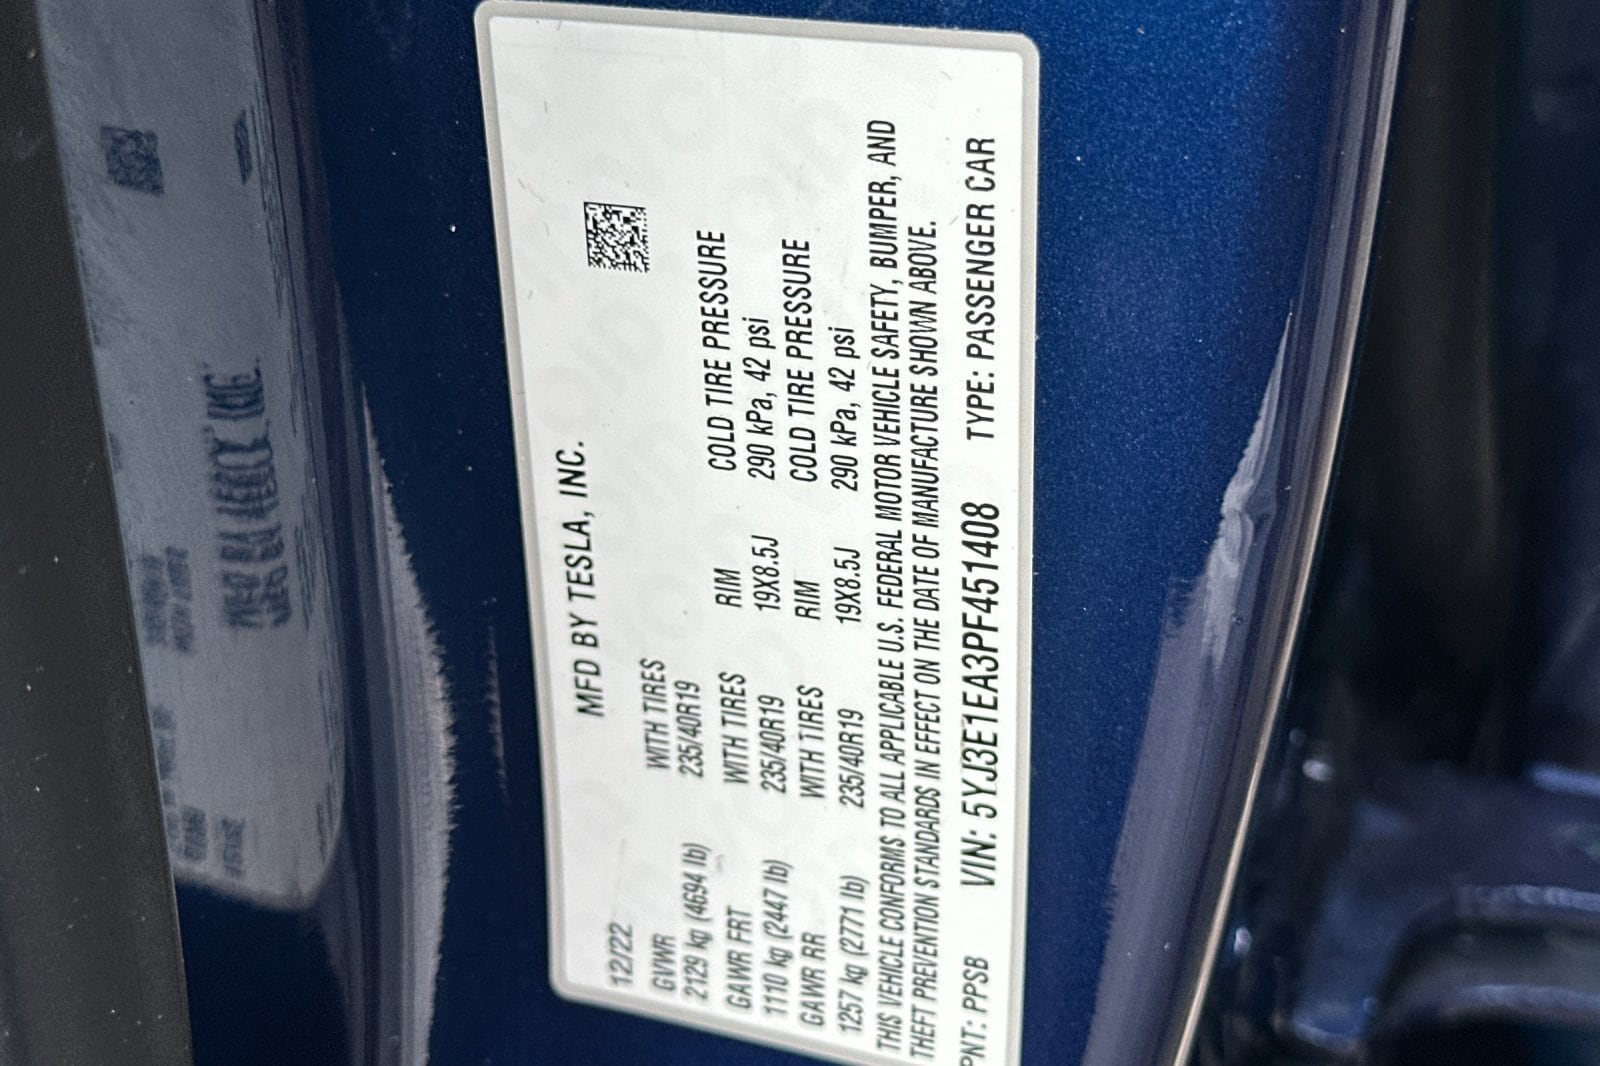 MFD BY TESLA, INC.
12/22
GVWR WITH TIRES
2129 kg (4694 lb) 235/40R19
GAWR FRT WITH TIRES RIM COLD TIRE PRESSURE
1110 kg (2447 lb) 235/40R19 19X8.5J 290 kPa, 42 psi
GAWR RR WITH TIRES RIM COLD TIRE PRESSURE
1257 kg (2771 lb) 235/40R19 19X8.5J 290 kPa, 42 psi
THIS VEHICLE CONFORMS TO ALL APPLICABLE U.S. FEDERAL MOTOR VEHICLE SAFETY, BUMPER, AND
THEFT PREVENTION STANDARDS IN EFFECT ON THE DATE OF MANUFACTURE SHOWN ABOVE.
PNT: PPSB VIN: 5YJ3E1EA3PF451408 TYPE: PASSENGER CAR